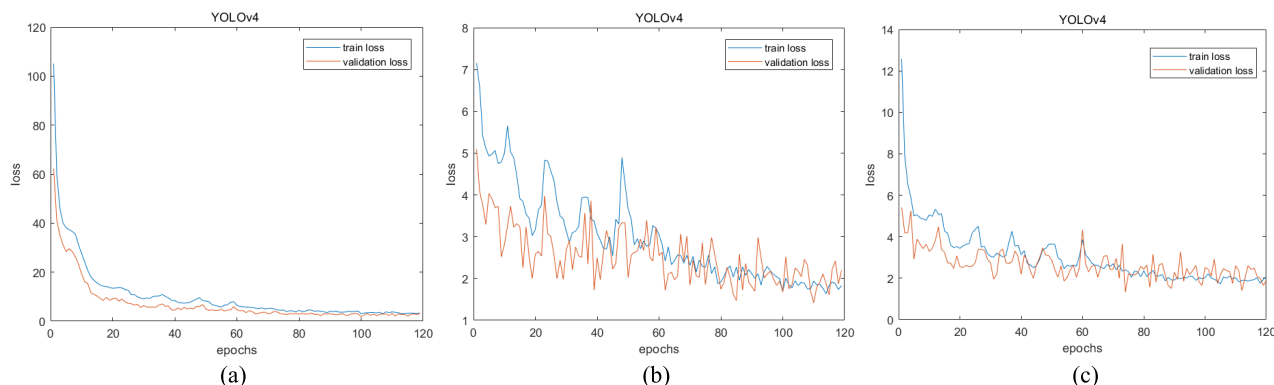 YOLOv4
120
100
80
60
40
20
0
loss
train loss
validation loss
0 20 40 60 80 100 120
epochs
(a)
YOLOv4
8
7
6
5
4
3
2
1
loss
train loss
validation loss
0 20 40 60 80 100 120
epochs
(b)
YOLOv4
14
12
10
8
6
4
2
0
loss
train loss
validation loss
0 20 40 60 80 100 120
epochs
(c)